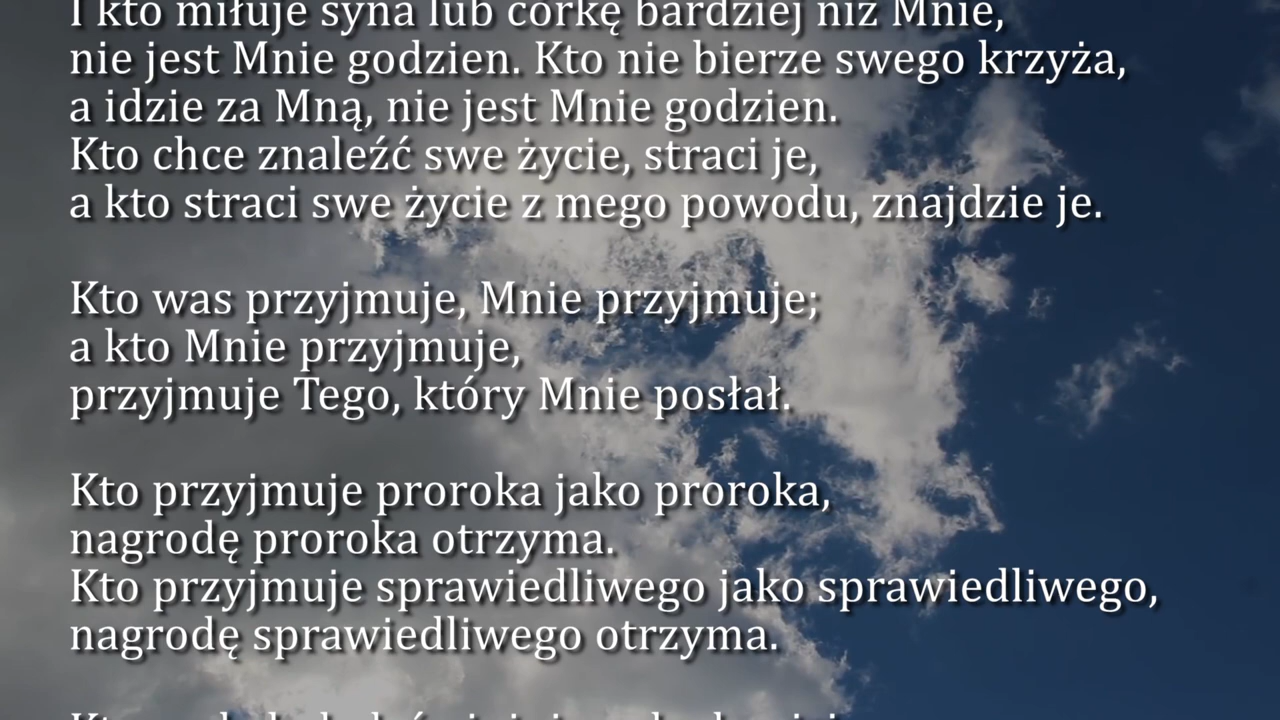 I kto miłuje syna lub córkę bardziej niż Mnie,
nie jest Mnie godzien. Kto nie bierze swego krzyża,
a idzie za Mną, nie jest Mnie godzien.
Kto chce znaleźć swe życie, straci je,
a kto straci swe życie z mego powodu, znajdzie je.
Kto was przyjmuje, Mnie przyjmuje;
a kto Mnie przyjmuje,
przyjmuje Tego, który Mnie posłał.
Kto przyjmuje proroka jako proroka,
nagrodę proroka otrzyma.
Kto przyjmuje sprawiedliwego jako sprawiedliwego,
nagrodę sprawiedliwego otrzyma.